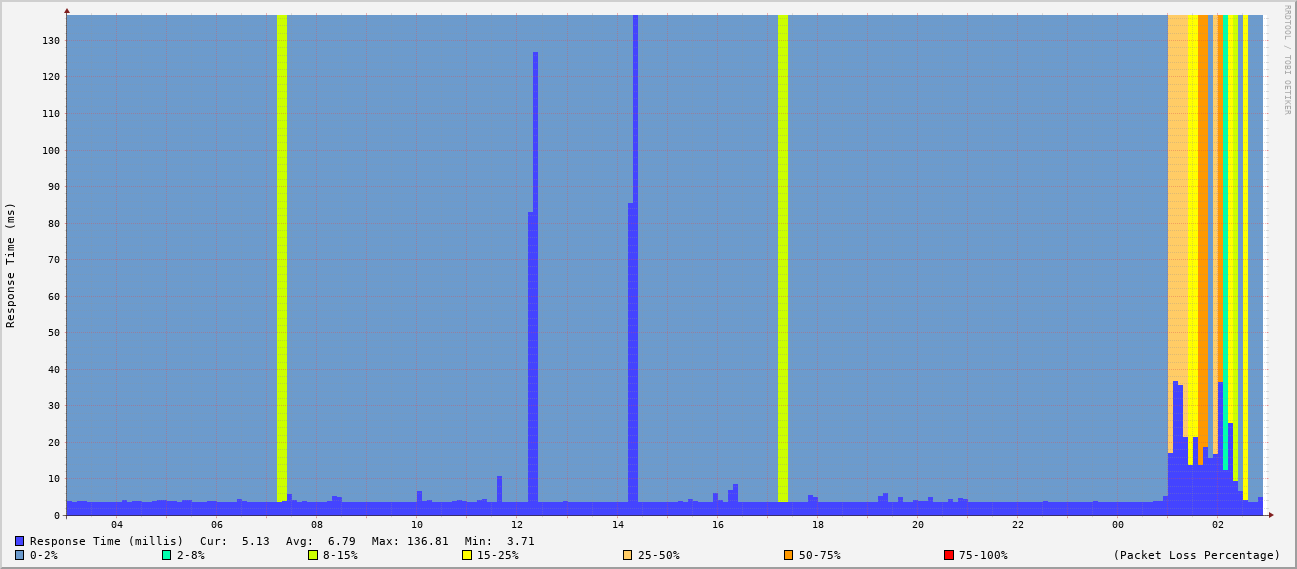 RRDTOOL / TOBI OETIKER
Response Time (ms)
130
120
110
100
90
80
70
60
50
40
30
20
10
0
04 06 08 10 12 14 16 18 20 22 00 02
Response Time (millis) Cur: 5.13 Avg: 6.79 Max: 136.81 Min: 3.71
0-2% 2-8% 8-15% 15-25% 25-50% 50-75% 75-100% (Packet Loss Percentage)